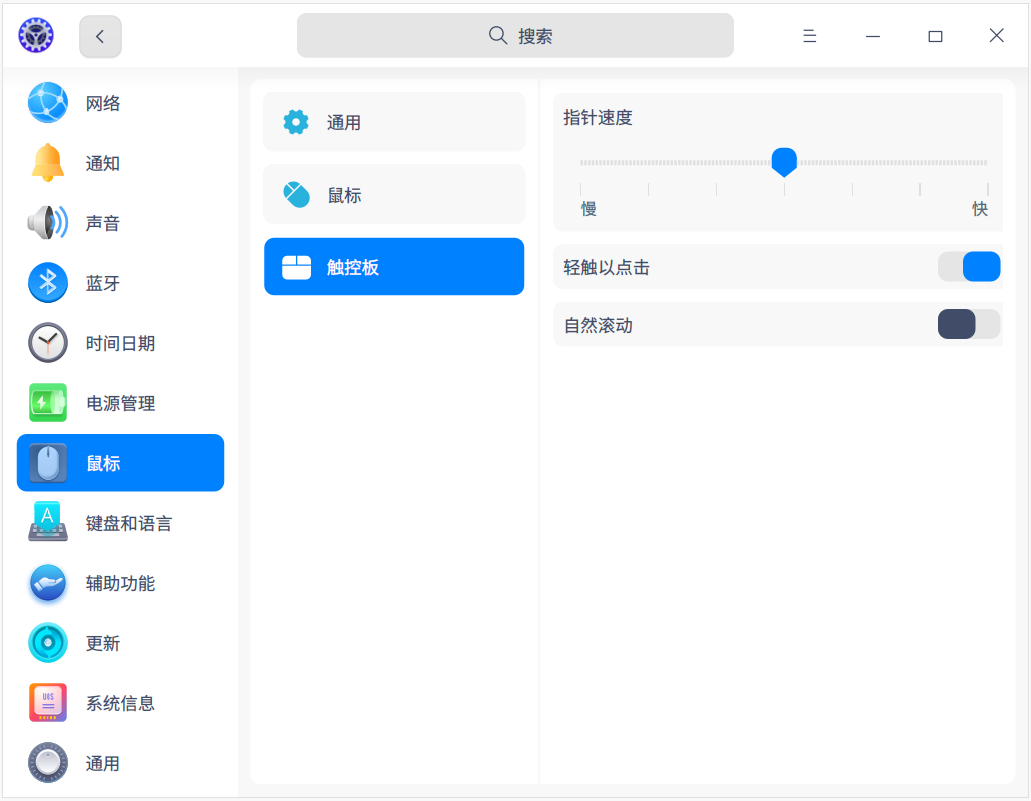 搜索
网络
通知
声音
蓝牙
时间日期
电源管理
鼠标
键盘和语言
辅助功能
更新
系统信息
通用
通用
鼠标
触控板
指针速度
慢 快
轻触以点击
自然滚动